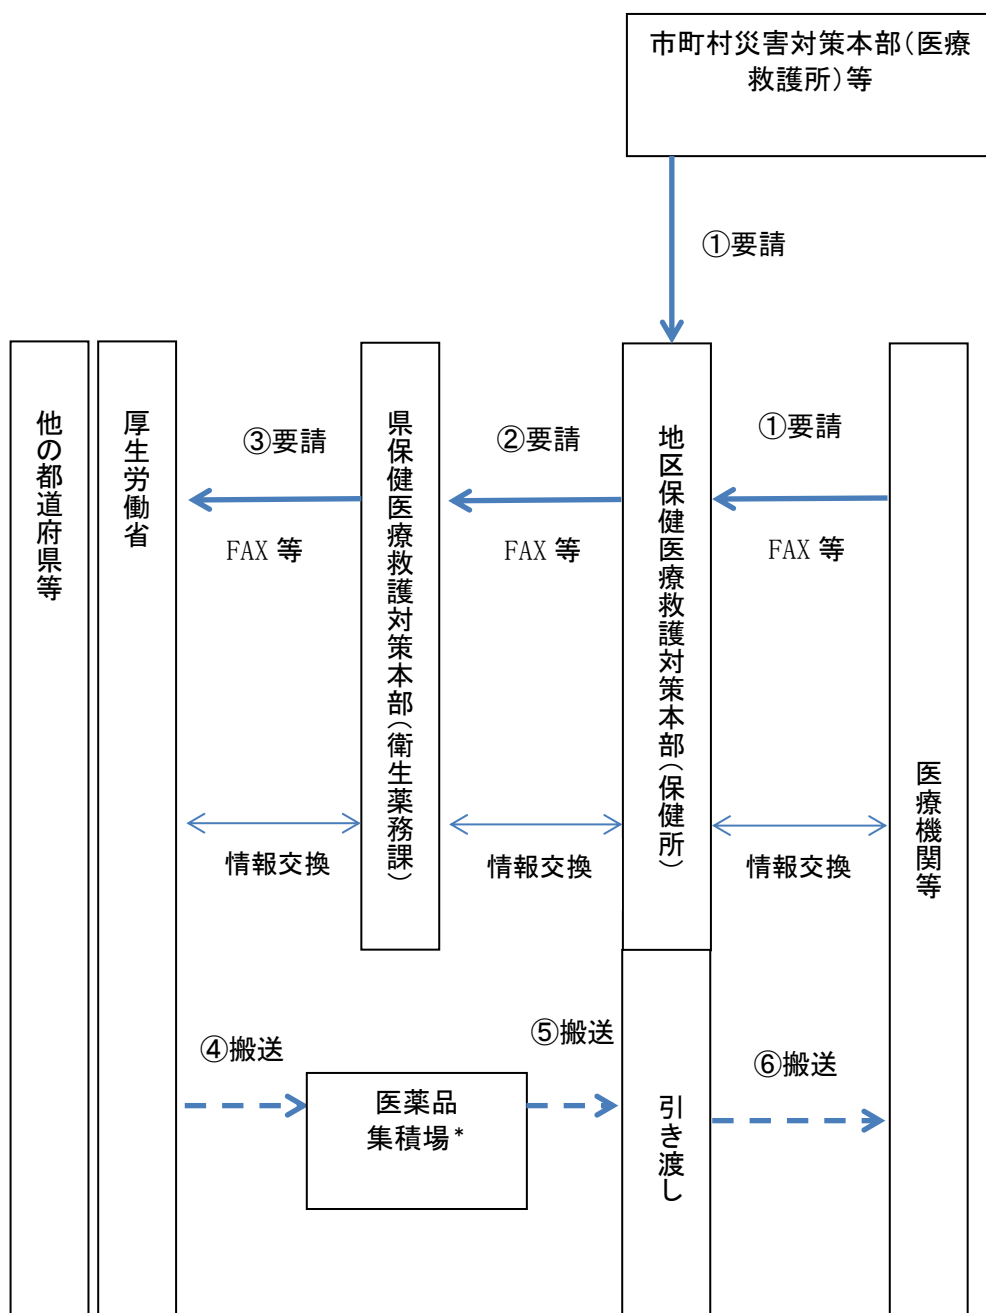 市町村災害対策本部（医療
救護所）等
①要請
他の都道府県等
厚生労働省
③要請
FAX 等
県保健医療救護対策本部（衛生薬務課）
②要請
FAX 等
地区保健医療救護対策本部（保健所）
①要請
FAX 等
医療機関等
情報交換
情報交換
情報交換
④搬送
医薬品
集積場*
⑤搬送
引き渡し
⑥搬送